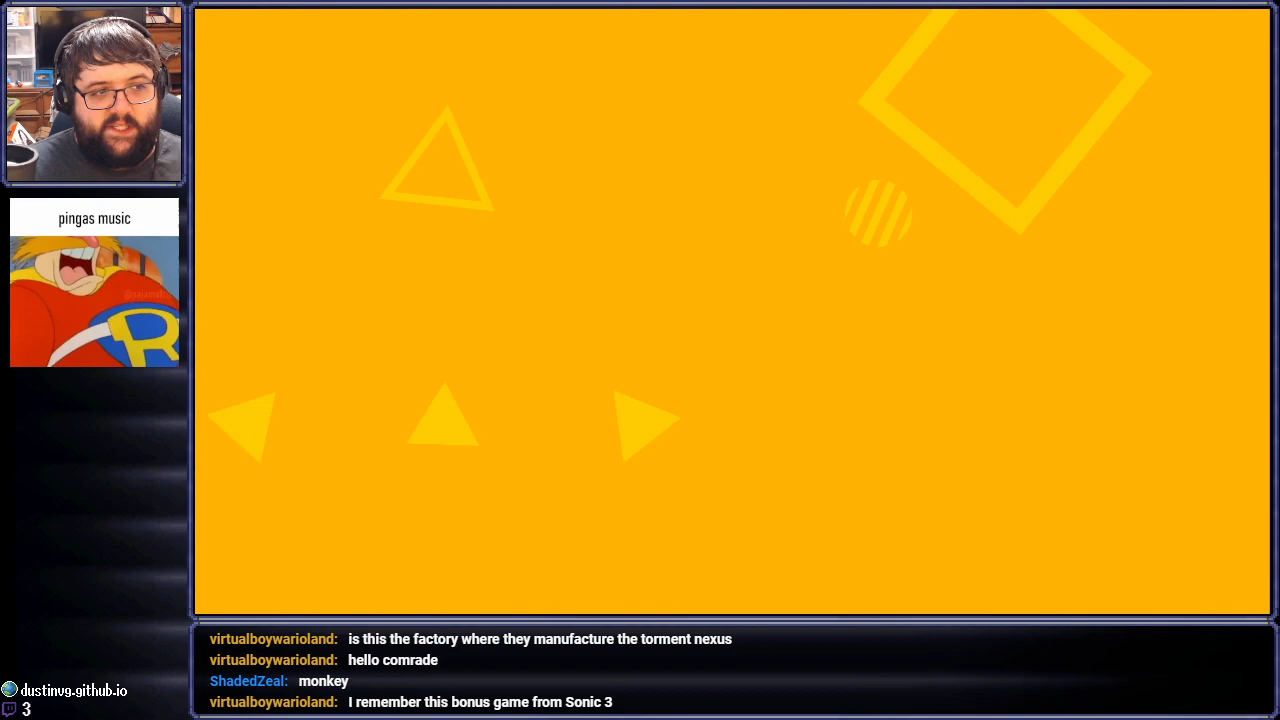 pingas music
R
virtualboywarioland: is this the factory where they manufacture the torment nexus
virtualboywarioland: hello comrade
ShadedZeal: monkey
virtualboywarioland: I remember this bonus game from Sonic 3
dustinvg.github.io
3